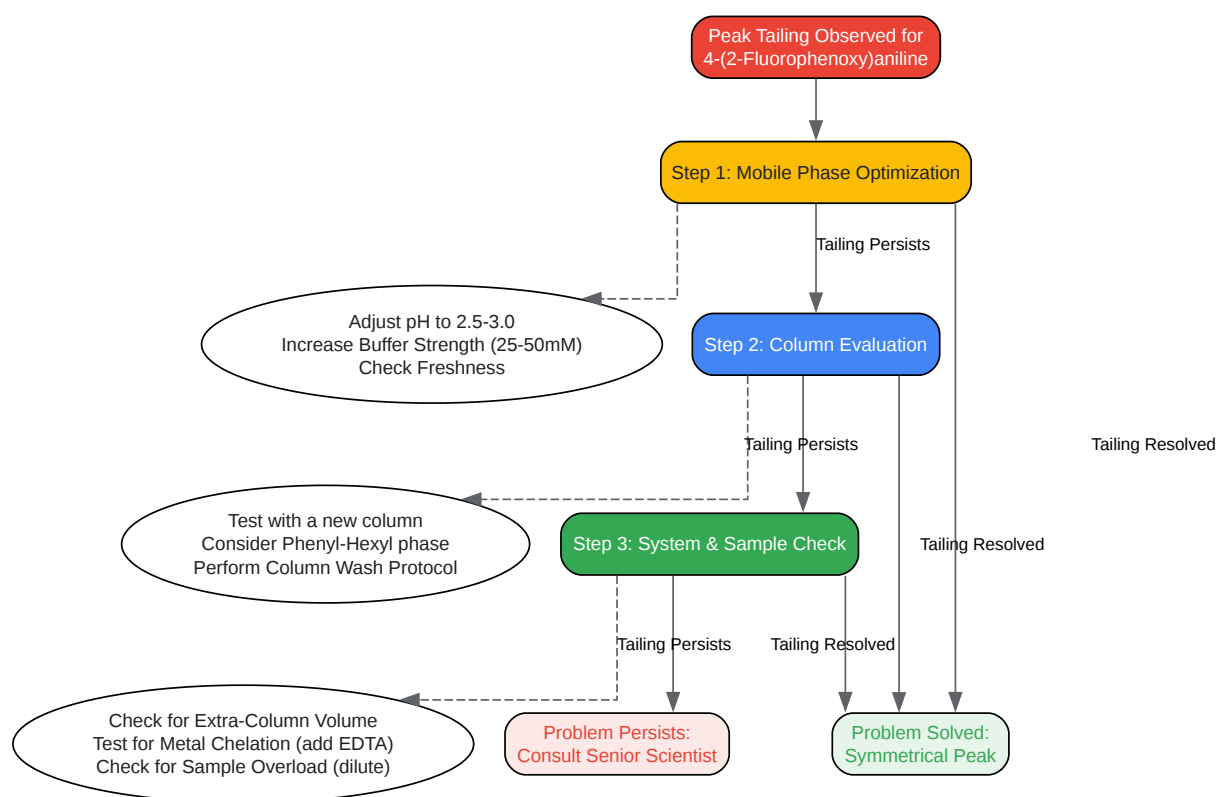 Peak Tailing Observed for
4-(2-Fluorophenoxy)aniline
Step 1: Mobile Phase Optimization
Tailing Persists
Adjust pH to 2.5-3.0
Increase Buffer Strength (25-50mM)
Check Freshness
Step 2: Column Evaluation
Tailing Persists
Tailing Resolved
Test with a new column
Consider Phenyl-Hexyl phase
Perform Column Wash Protocol
Step 3: System & Sample Check
Tailing Resolved
Tailing Persists
Tailing Resolved
Check for Extra-Column Volume
Test for Metal Chelation (add EDTA)
Check for Sample Overload (dilute)
Problem Persists:
Consult Senior Scientist
Problem Solved:
Symmetrical Peak